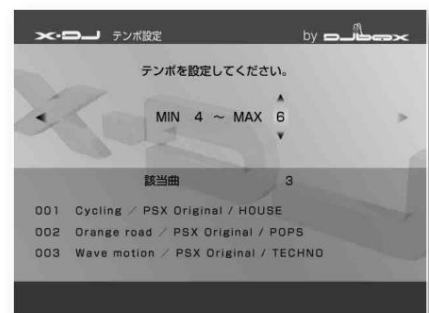 X-DJ テンポ設定 by DJbox
テンポを設定してください。
MIN 4 ～ MAX 6
該当曲 3
001 Cycling / PSX Original / HOUSE
002 Orange road / PSX Original / POPS
003 Wave motion / PSX Original / TECHNO